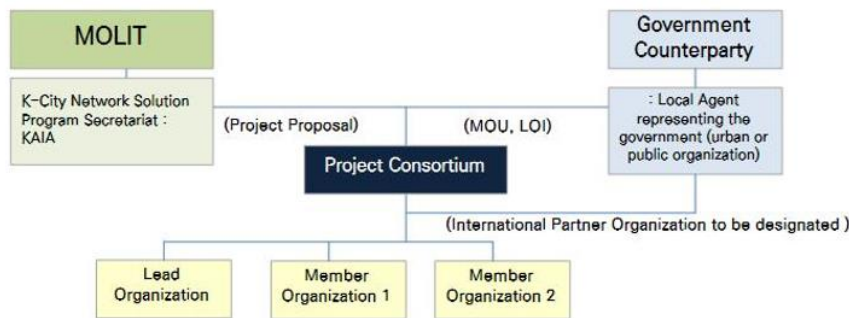 MOLIT
K-City Network Solution
Program Secretariat :
KAIA
Government
Counterparty
: Local Agent
representing the
government (urban or
public organization)
(Project Proposal)
(MOU, LOI)
Project Consortium
(International Partner Organization to be designated )
Lead
Organization
Member
Organization 1
Member
Organization 2